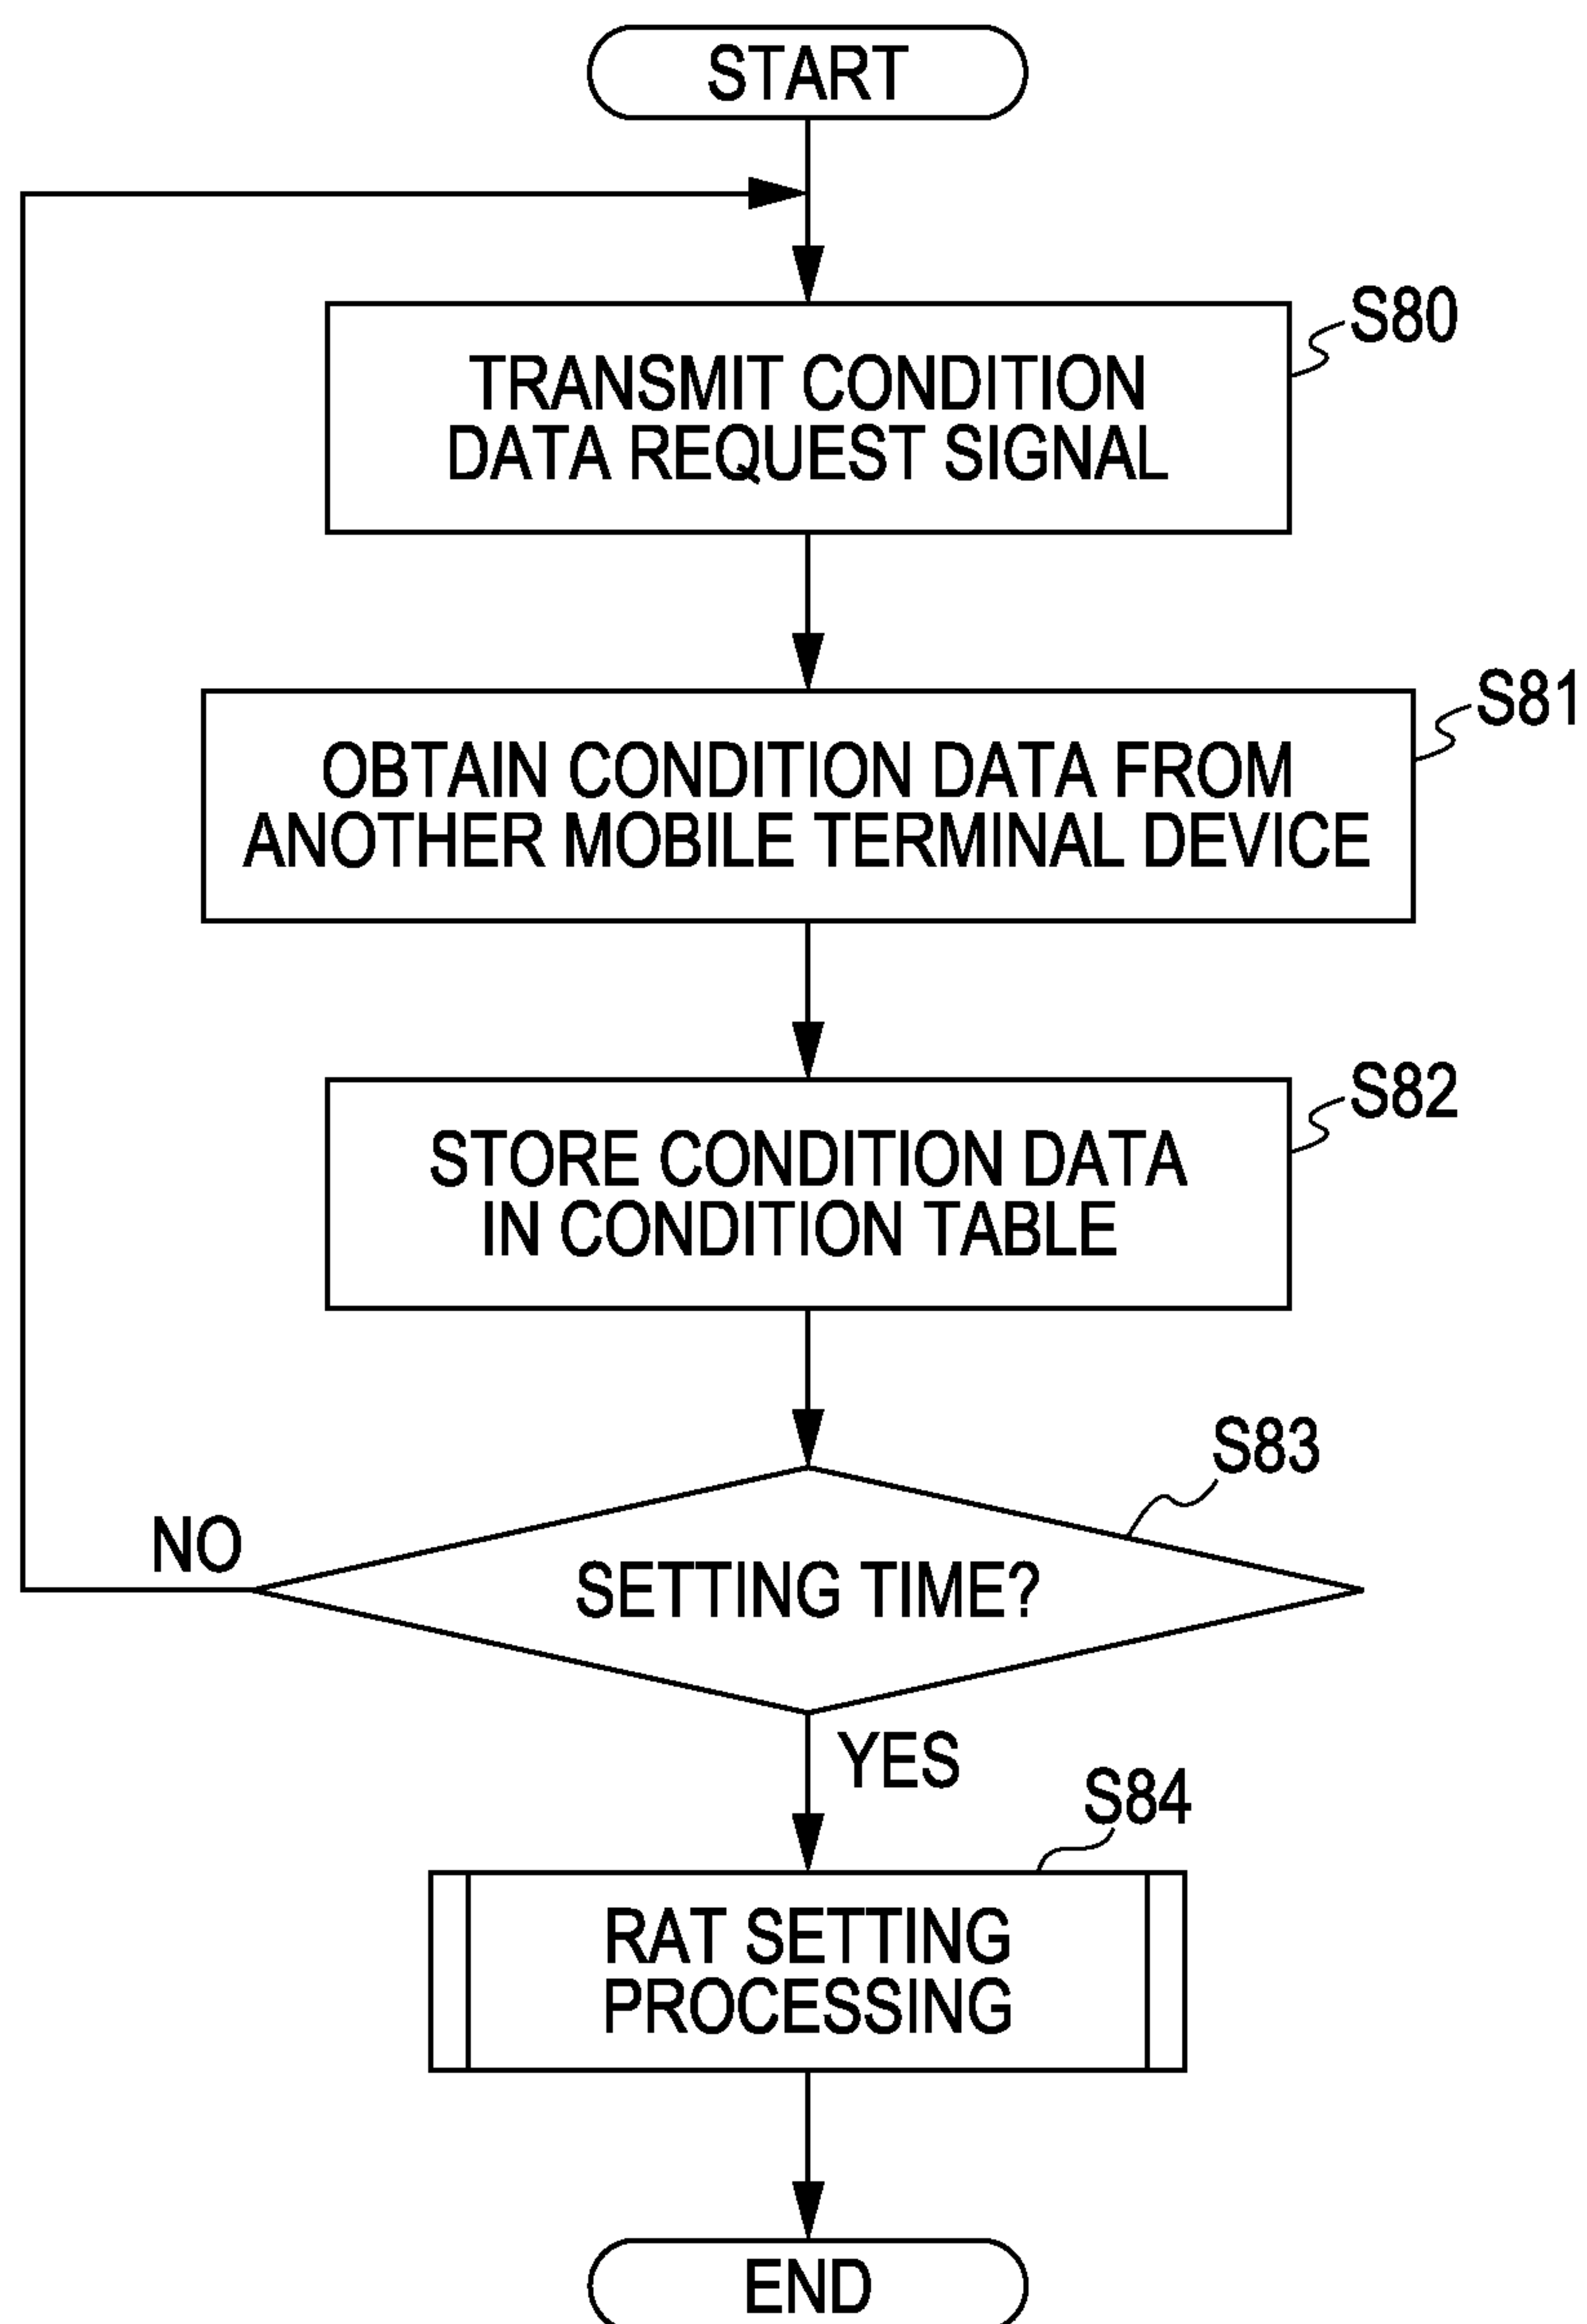 START
S80
TRANSMIT CONDITION
DATA REQUEST SIGNAL
S81
OBTAIN CONDITION DATA FROM
ANOTHER MOBILE TERMINAL DEVICE
S82
STORE CONDITION DATA
IN CONDITION TABLE
S83
NO
SETTING TIME?
YES
S84
RAT SETTING
PROCESSING
END